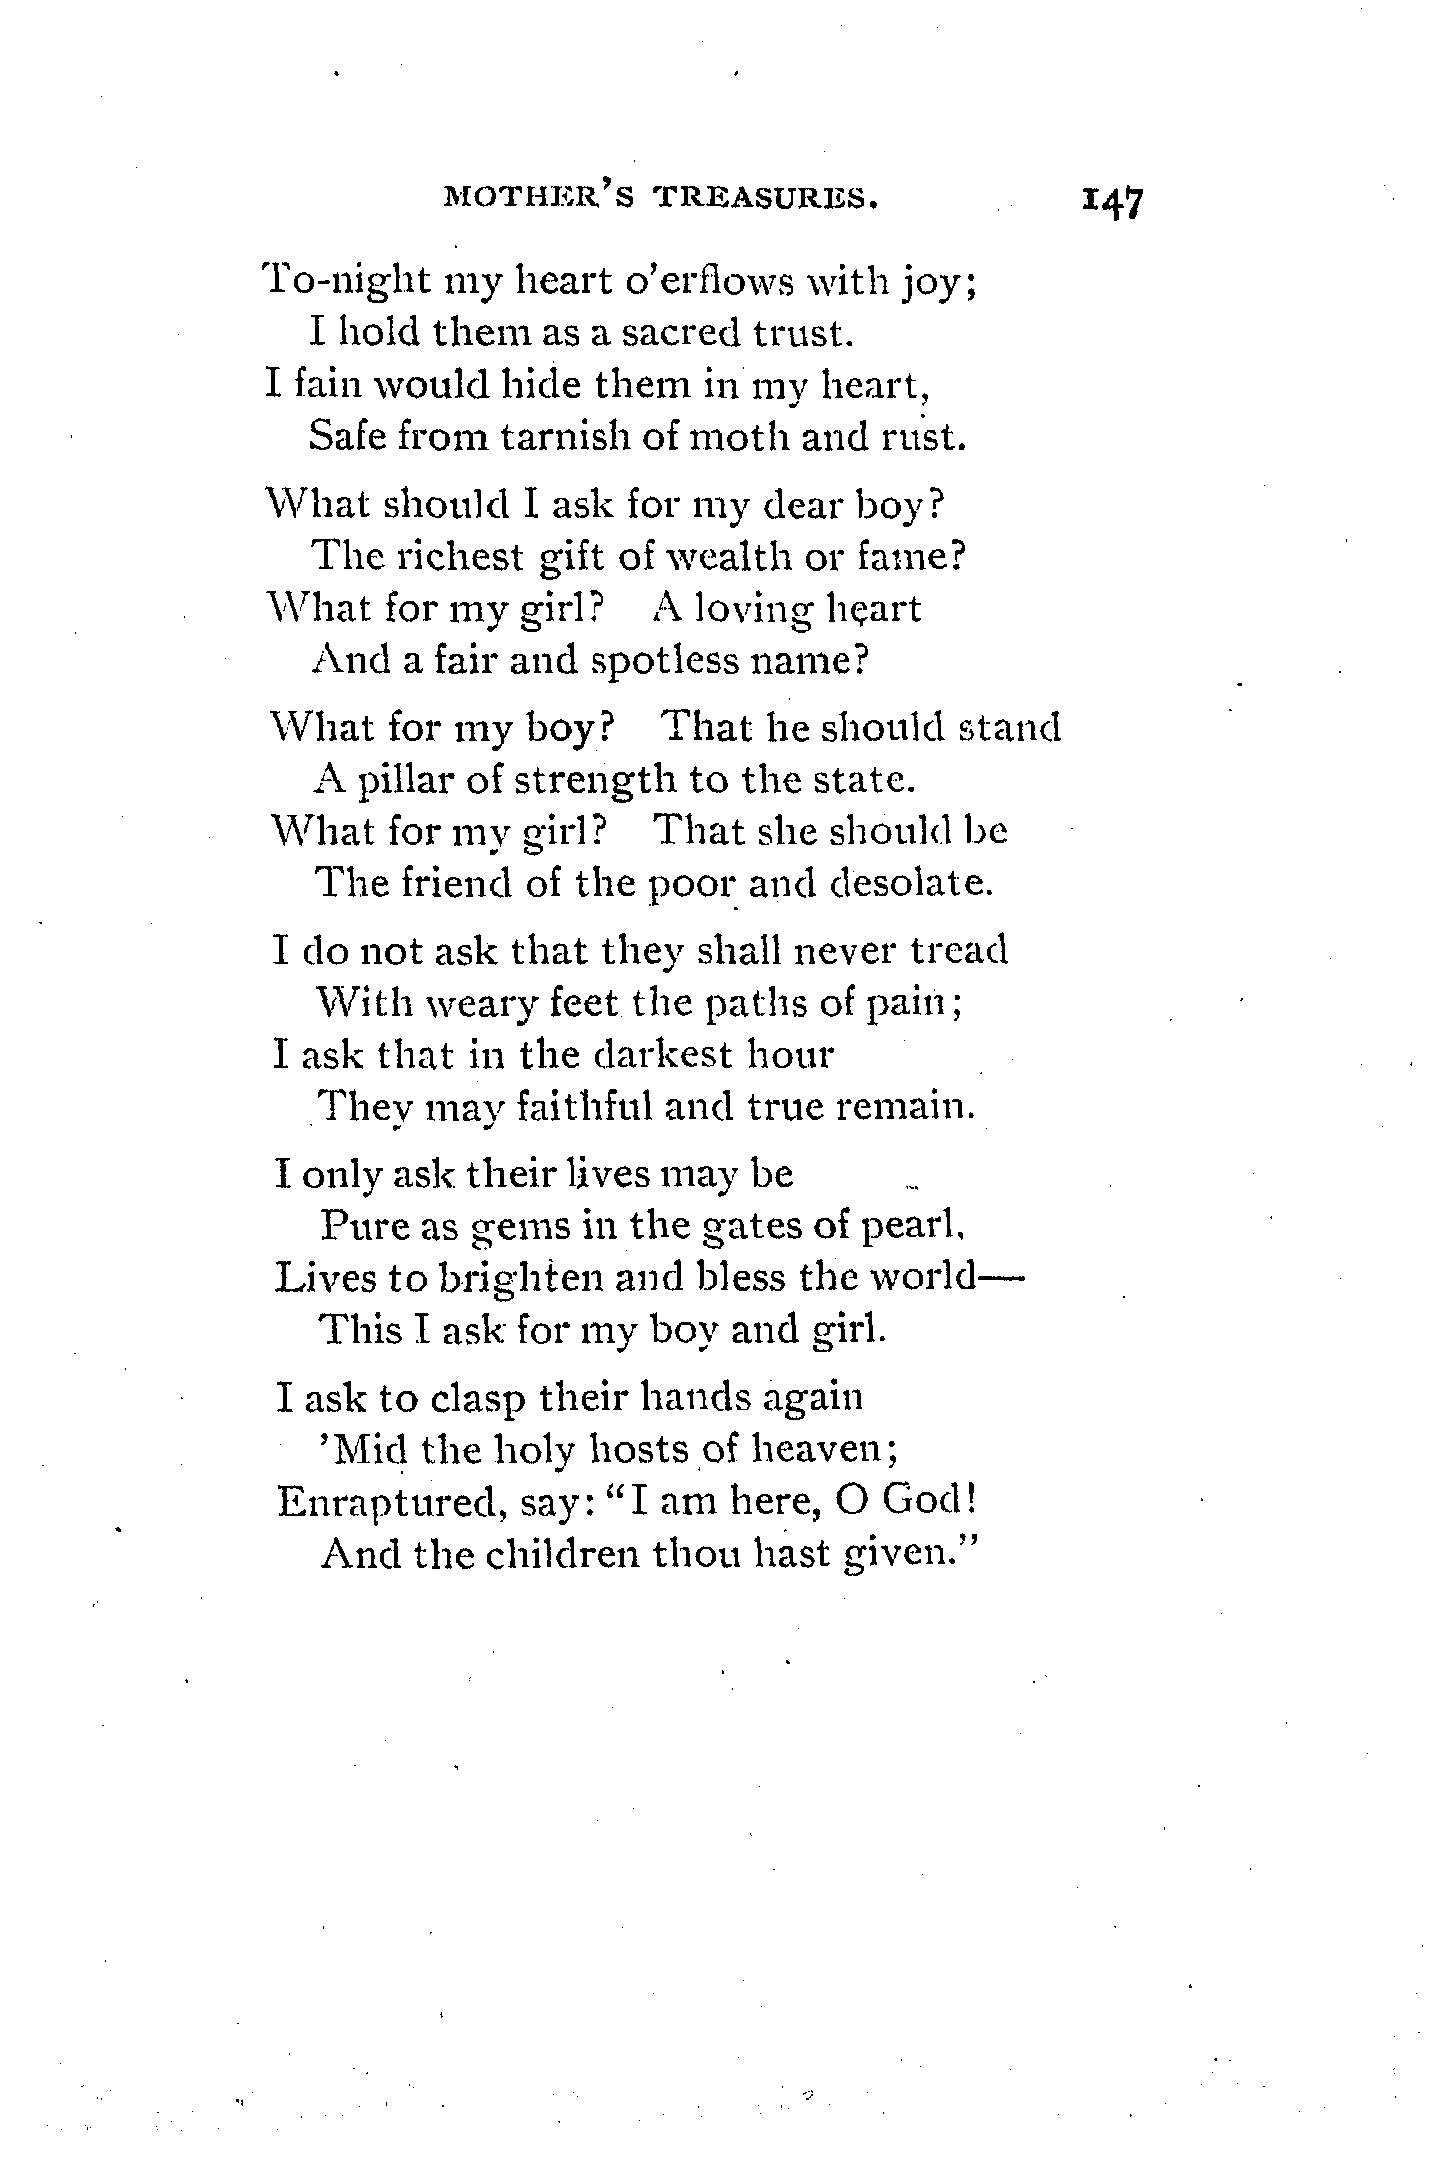 MOTHER'S TREASURES. 147
To-night my heart o'erflows with joy;
I hold them as a sacred trust.
I fain would hide them in my heart,
Safe from tarnish of moth and rust.
What should I ask for my dear boy?
The richest gift of wealth or fame?
What for my girl? A loving heart
And a fair and spotless name?
What for my boy? That he should stand
A pillar of strength to the state.
What for my girl? That she should be
The friend of the poor and desolate.
I do not ask that they shall never tread
With weary feet the paths of pain;
I ask that in the darkest hour
They may faithful and true remain.
I only ask their lives may be
Pure as gems in the gates of pearl,
Lives to brighten and bless the world—
This I ask for my boy and girl.
I ask to clasp their hands again
'Mid the holy hosts of heaven;
Enraptured, say: "I am here, O God!
And the children thou hast given."